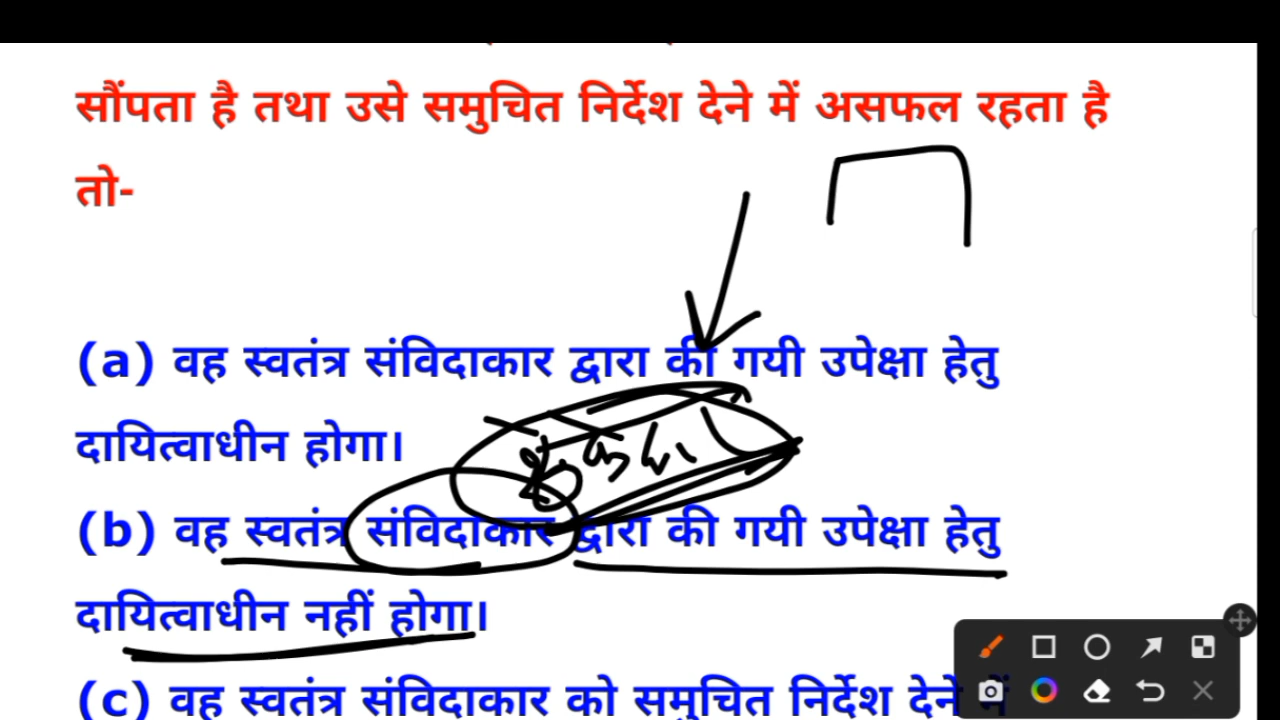 सौंपता है तथा उसे समुचित निर्देश देने में असफल रहता है
तो-
(a) वह स्वतंत्र संविदाकार द्वारा की गयी उपेक्षा हेतु
दायित्वाधीन होगा।
(b) वह स्वतंत्र संविदाकार द्वारा की गयी उपेक्षा हेतु
दायित्वाधीन नहीं होगा।
(c) वह स्वतंत्र संविदाकार को समुचित निर्देश देने में